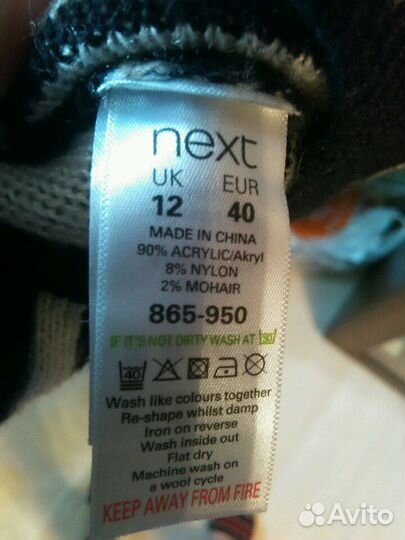 next
UK EUR
12 40
MADE IN CHINA
90% ACRYLIC/Akryl
8% NYLON
2% MOHAIR
865-950
IF IT'S NOT DIRTY WASH AT 30
40
Wash like colours together
Re-shape whilst damp
Iron on reverse
Wash inside out
Flat dry
Machine wash on
a wool cycle
KEEP AWAY FROM FIRE
Avito